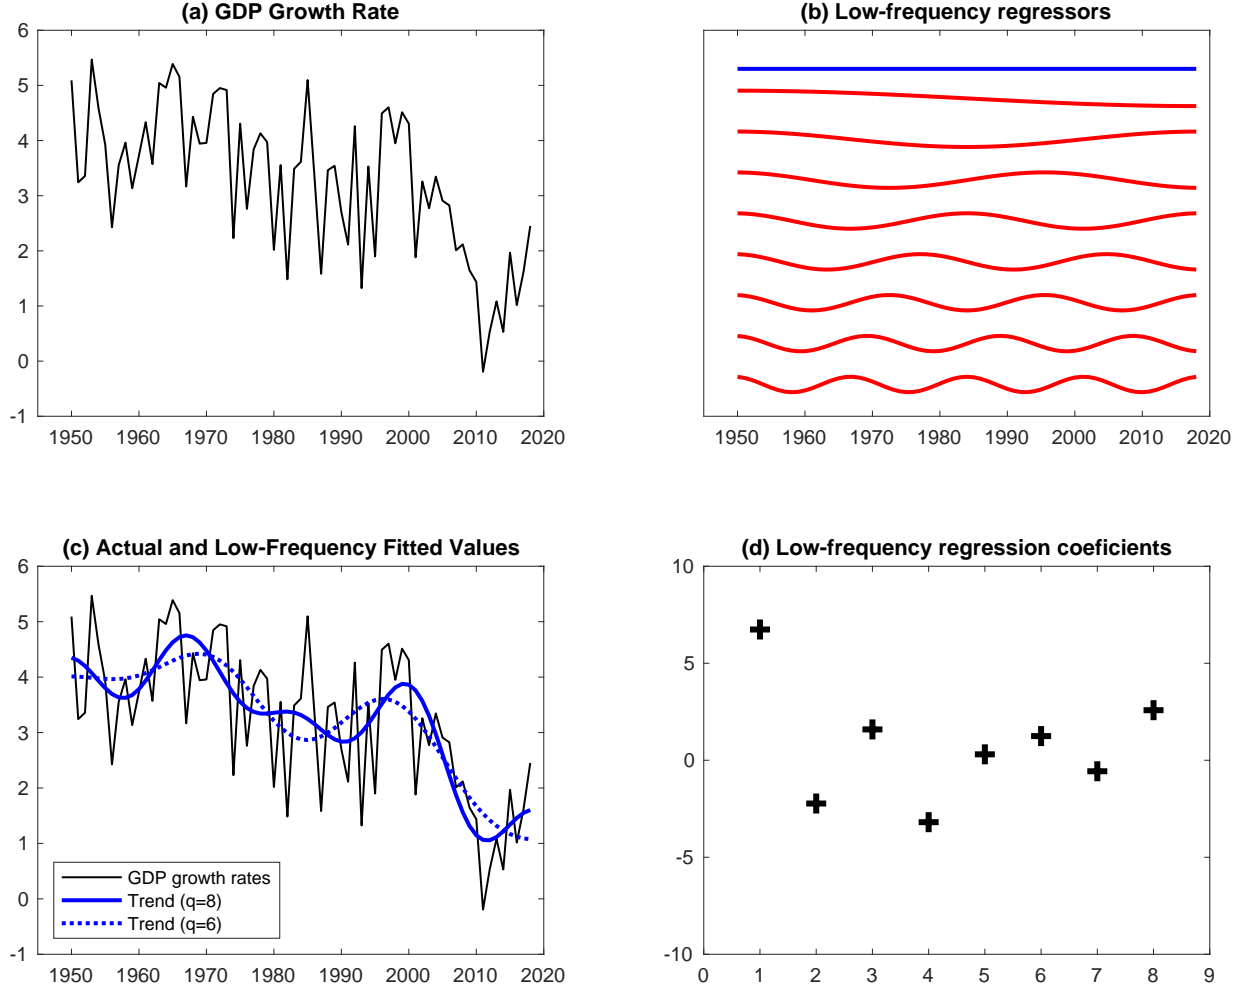 (a) GDP Growth Rate
6
5
4
3
2
1
0
-1
1950 1960 1970 1980 1990 2000 2010 2020
(b) Low-frequency regressors
1950 1960 1970 1980 1990 2000 2010 2020
(c) Actual and Low-Frequency Fitted Values
6
5
4
3
2
1
0
-1
GDP growth rates
Trend (q=8)
Trend (q=6)
1950 1960 1970 1980 1990 2000 2010 2020
(d) Low-frequency regression coeficients
10
5
0
-5
-10
0 1 2 3 4 5 6 7 8 9